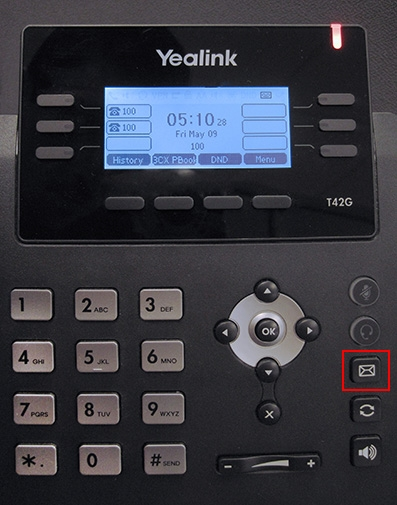 Yealink
100
05:10 28
100
Fri May 09
100
History 3CX PBook DND Menu
T42G
1 2 ABC 3 DEF
OK
4 GHI 5 JKL 6 MNO
7 PQRS 8 TUV 9 WXYZ
X
*. 0 # SEND
- +